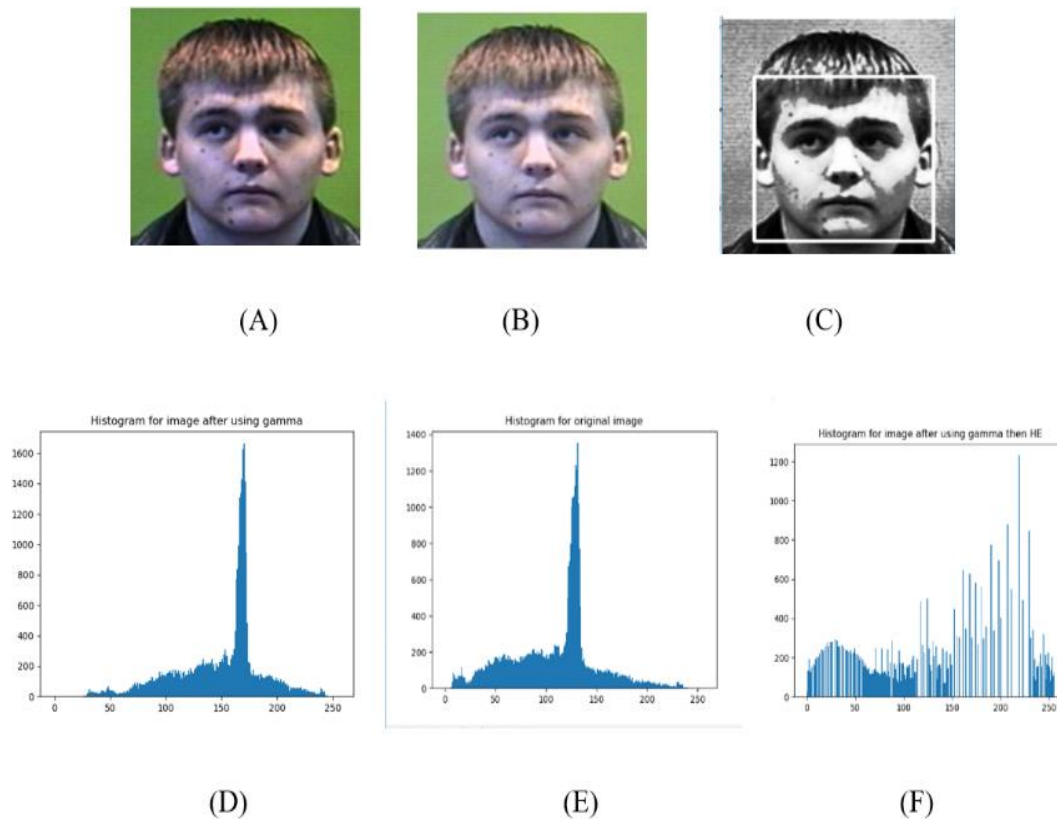 (A)
(B)
(C)
Histogram for image after using gamma
1600
1400
1200
1000
800
600
400
200
0
0 50 100 150 200 250
Histogram for original image
1400
1200
1000
800
600
400
200
0
0 50 100 150 200 250
Histogram for image after using gamma then HE
1200
1000
800
600
400
200
0
0 50 100 150 200 250
(D)
(E)
(F)